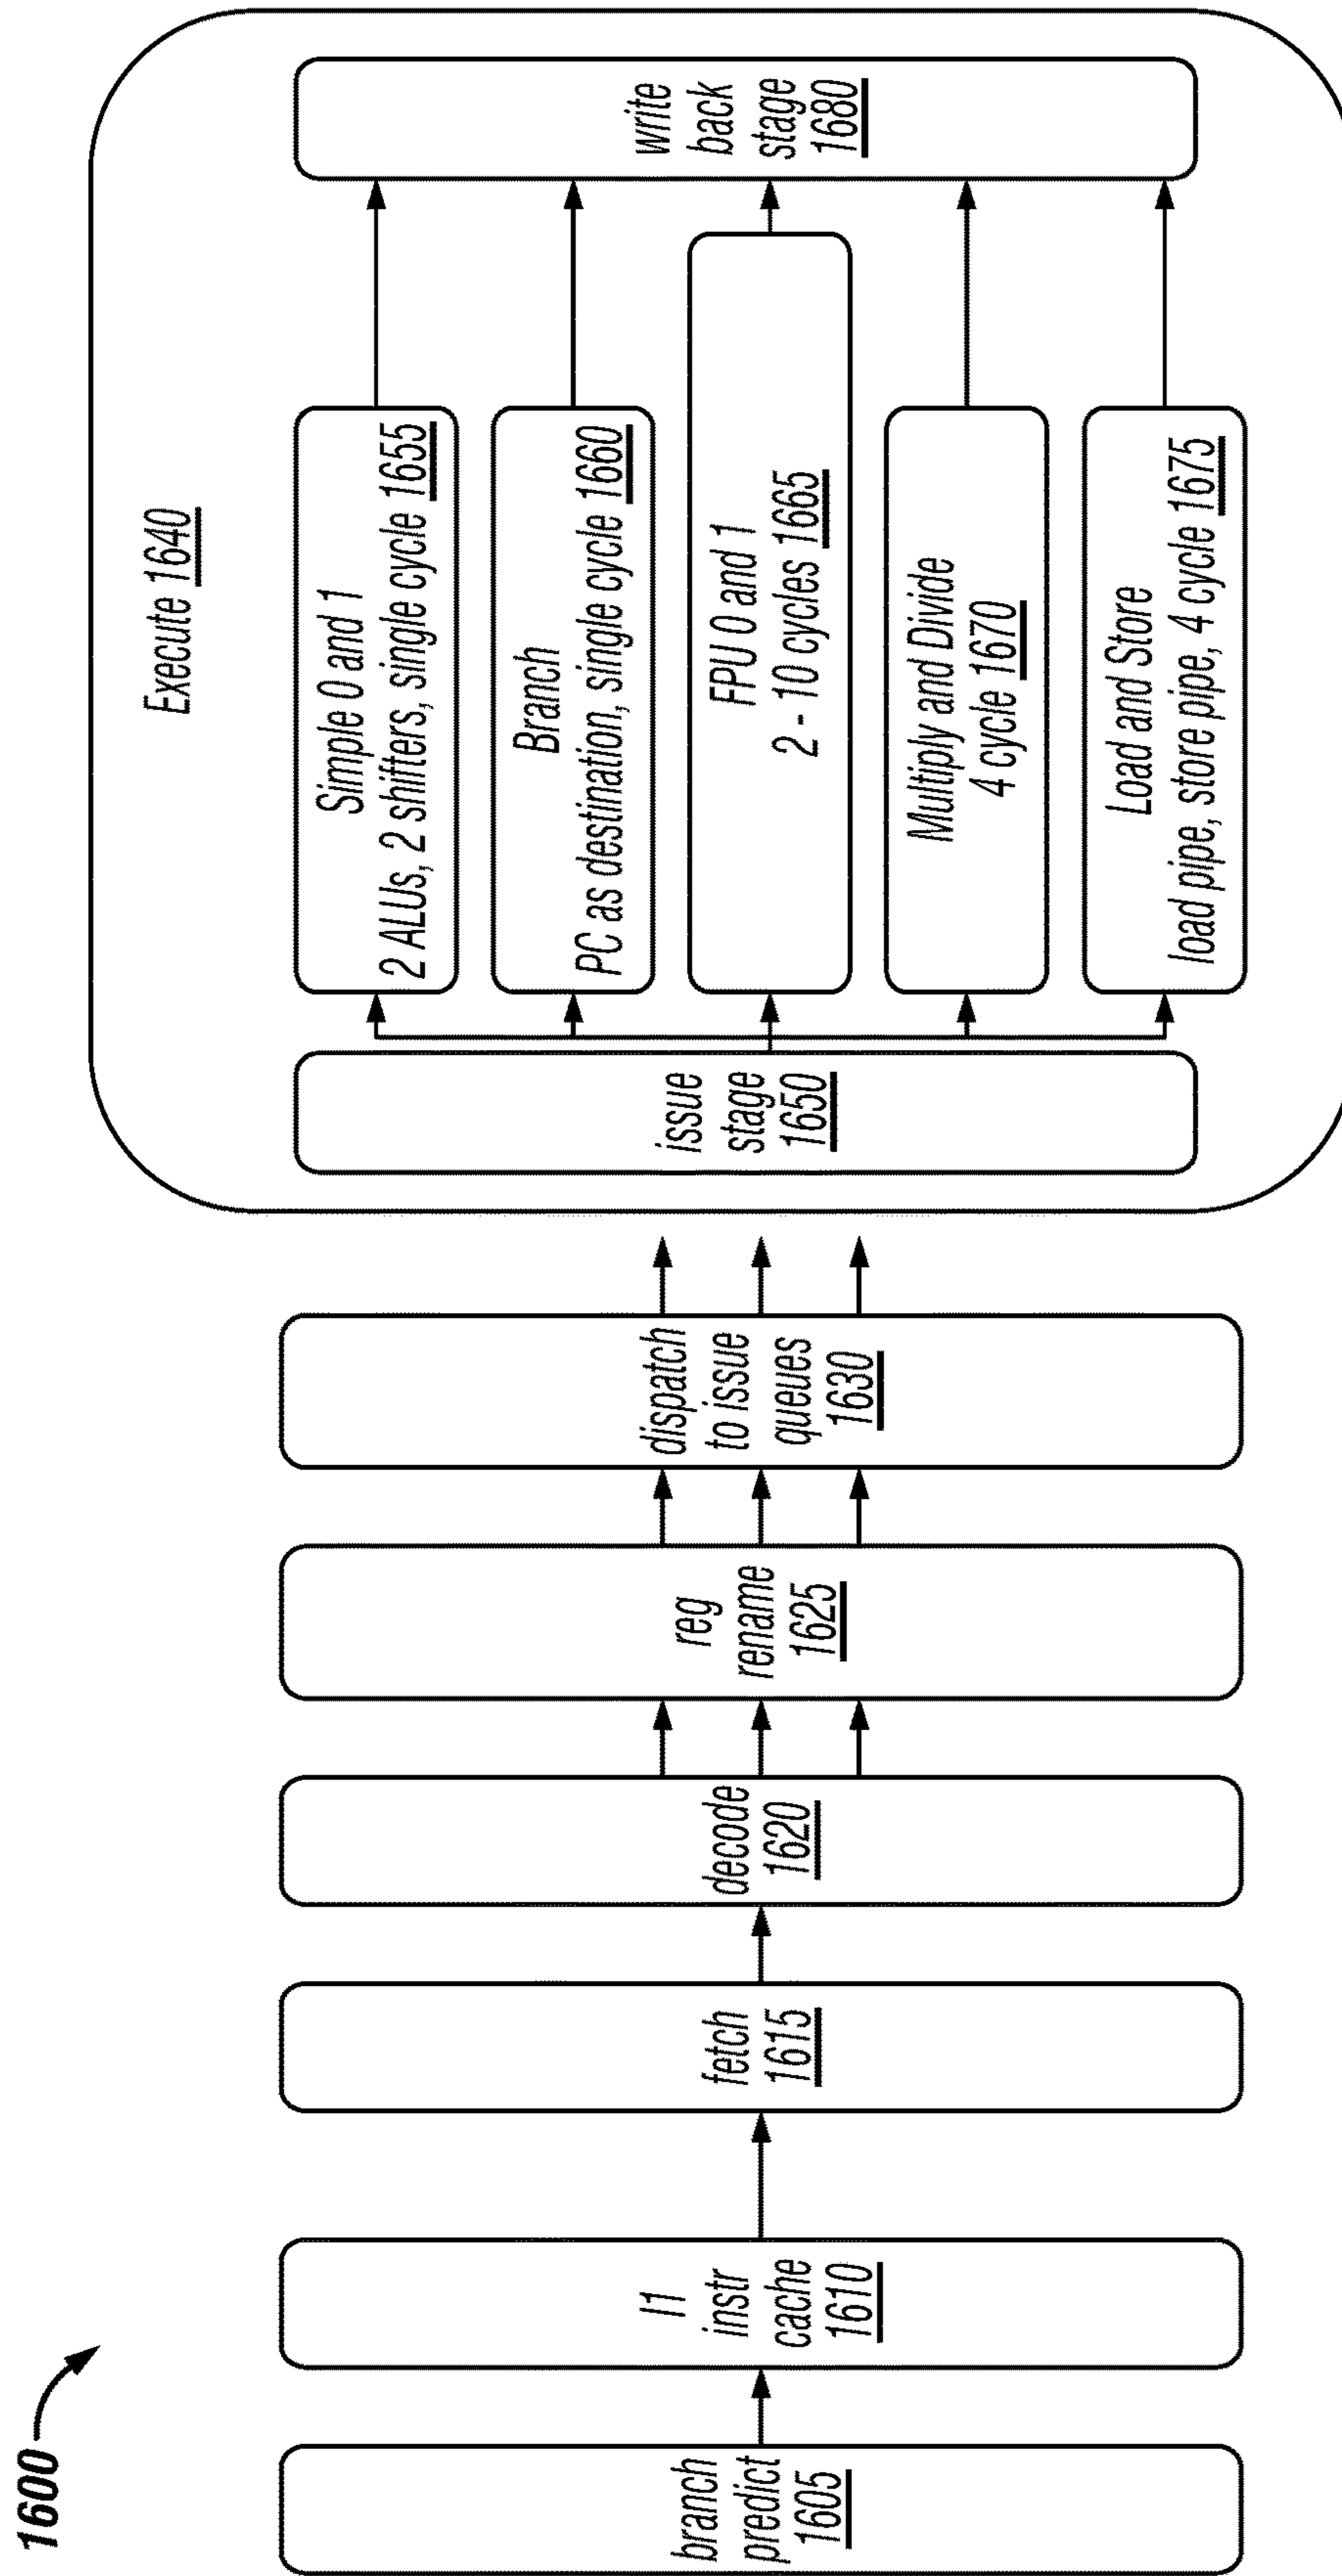 1600
branch
predict
1605
I1
instr
cache
1610
fetch
1615
decode
1620
reg
rename
1625
dispatch
to issue
queues
1630
Execute 1640
issue
stage
1650
Simple 0 and 1
2 ALUs, 2 shifters, single cycle 1655
Branch
PC as destination, single cycle 1660
FPU 0 and 1
2 - 10 cycles 1665
Multiply and Divide
4 cycle 1670
Load and Store
load pipe, store pipe, 4 cycle 1675
write
back
stage
1680